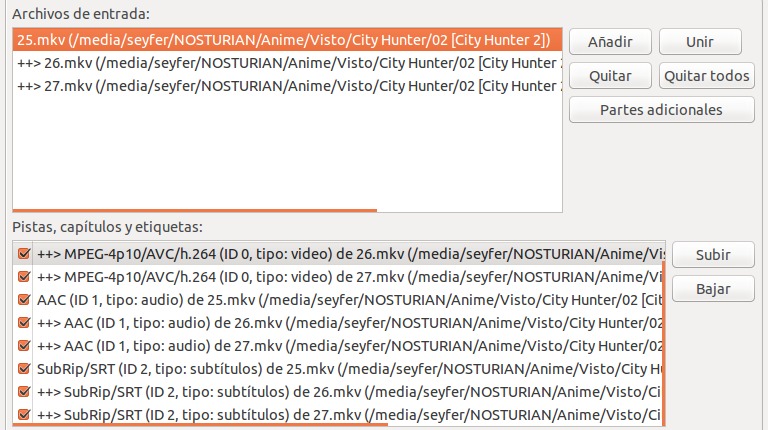 Archivos de entrada:
25.mkv (/media/seyfer/NOSTURIAN/Anime/Visto/City Hunter/02 [City Hunter 2])
++> 26.mkv (/media/seyfer/NOSTURIAN/Anime/Visto/City Hunter/02 [City Hunter
++> 27.mkv (/media/seyfer/NOSTURIAN/Anime/Visto/City Hunter/02 [City Hunter
Añadir
Unir
Quitar
Quitar todos
Partes adicionales
Pistas, capítulos y etiquetas:
++> MPEG-4p10/AVC/h.264 (ID 0, tipo: video) de 26.mkv (/media/seyfer/NOSTURIAN/Anime/Vis
++> MPEG-4p10/AVC/h.264 (ID 0, tipo: video) de 27.mkv (/media/seyfer/NOSTURIAN/Anime/Vi
AAC (ID 1, tipo: audio) de 25.mkv (/media/seyfer/NOSTURIAN/Anime/Visto/City Hunter/02 [Cit
++> AAC (ID 1, tipo: audio) de 26.mkv (/media/seyfer/NOSTURIAN/Anime/Visto/City Hunter/02
++> AAC (ID 1, tipo: audio) de 27.mkv (/media/seyfer/NOSTURIAN/Anime/Visto/City Hunter/02
SubRip/SRT (ID 2, tipo: subtítulos) de 25.mkv (/media/seyfer/NOSTURIAN/Anime/Visto/City H
++> SubRip/SRT (ID 2, tipo: subtítulos) de 26.mkv (/media/seyfer/NOSTURIAN/Anime/Visto/Ci
++> SubRip/SRT (ID 2, tipo: subtítulos) de 27.mkv (/media/seyfer/NOSTURIAN/Anime/Visto/Ci
Subir
Bajar